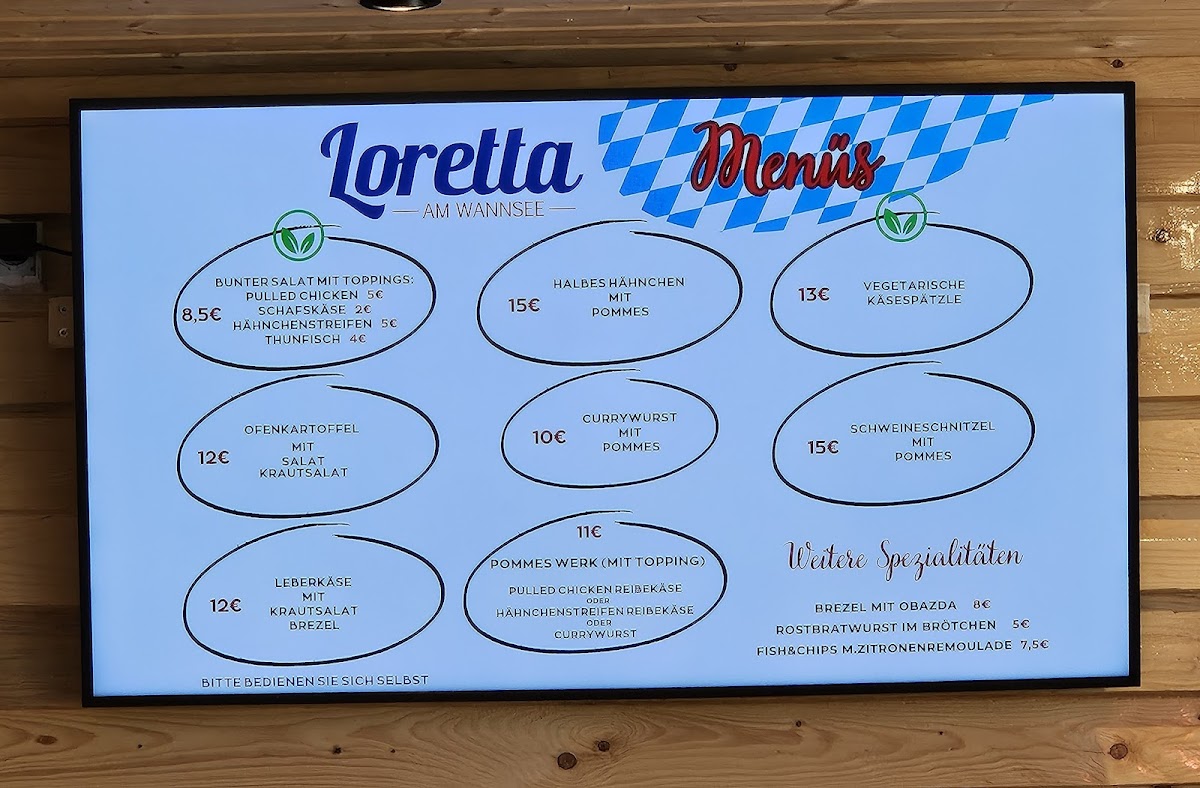 Loretta
AM WANNSEE
Menüs
8,5€
BUNTER SALAT MIT TOPPINGS:
PULLED CHICKEN 5€
SCHAFSKÄSE 2€
HÄHNCHENSTREIFEN 5€
THUNFISCH 4€
15€
HALBES HÄHNCHEN
MIT
POMMES
13€
VEGETARISCHE
KÄSESPÄTZLE
12€
OFENKARTOFFEL
MIT
SALAT
KRAUTSALAT
10€
CURRYWURST
MIT
POMMES
15€
SCHWEINESCHNITZEL
MIT
POMMES
12€
LEBERKÄSE
MIT
KRAUTSALAT
BREZEL
11€
POMMES WERK (MIT TOPPING)
PULLED CHICKEN REIBEKÄSE
ODER
HÄHNCHENSTREIFEN REIBEKÄSE
ODER
CURRYWURST
Weitere Spezialitäten
BREZEL MIT OBAZDA 8€
ROSTBRATWURST IM BRÖTCHEN 5€
FISH&CHIPS M.ZITRONENREMOULADE 7,5€
BITTE BEDIENEN SIE SICH SELBST